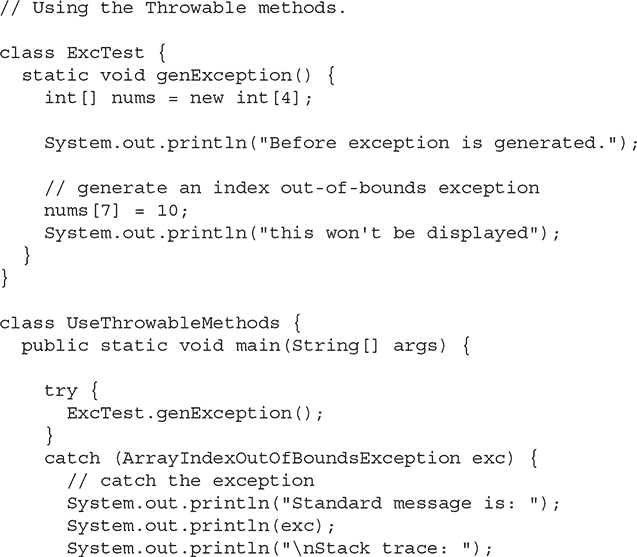 // Using the Throwable methods.

class ExcTest {
  static void genException() {
    int[] nums = new int[4];

    System.out.println("Before exception is generated.");

    // generate an index out-of-bounds exception
    nums[7] = 10;
    System.out.println("this won't be displayed");
  }
}

class UseThrowableMethods {
  public static void main(String[] args) {

    try {
      ExcTest.genException();
    }
    catch (ArrayIndexOutOfBoundsException exc) {
      // catch the exception
      System.out.println("Standard message is: ");
      System.out.println(exc);
      System.out.println("\nStack trace: ");